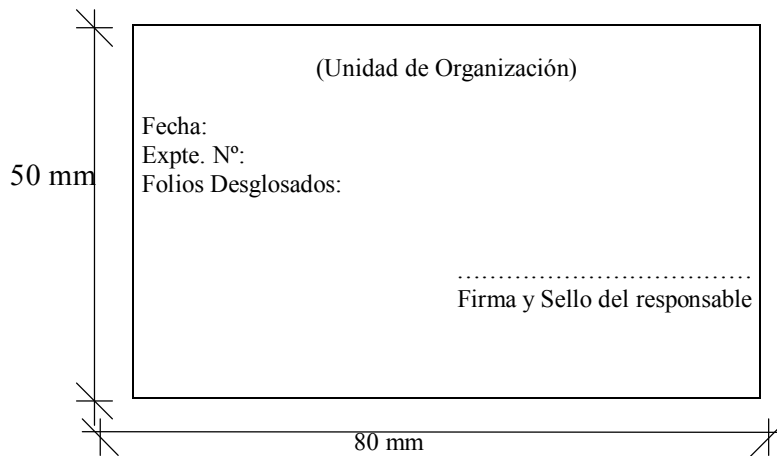 (Unidad de Organización)
Fecha:
Expte. Nº:
50 mm
Folios Desglosados:
……………………………….
Firma y Sello del responsable
80 mm